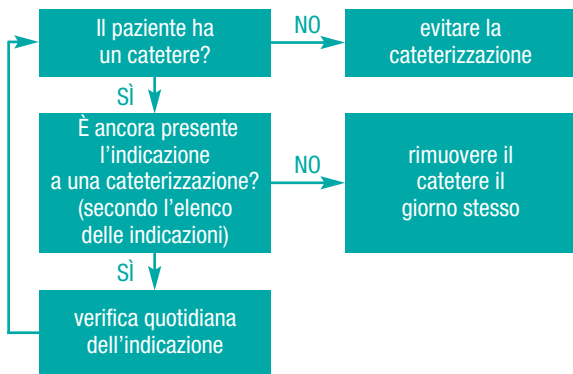 Il paziente ha
un catetere?
NO
evitare la
cateterizzazione
SÌ
È ancora presente
l'indicazione
a una cateterizzazione?
(secondo l'elenco
delle indicazioni)
NO
rimuovere il
catetere il
giorno stesso
SÌ
verifica quotidiana
dell'indicazione